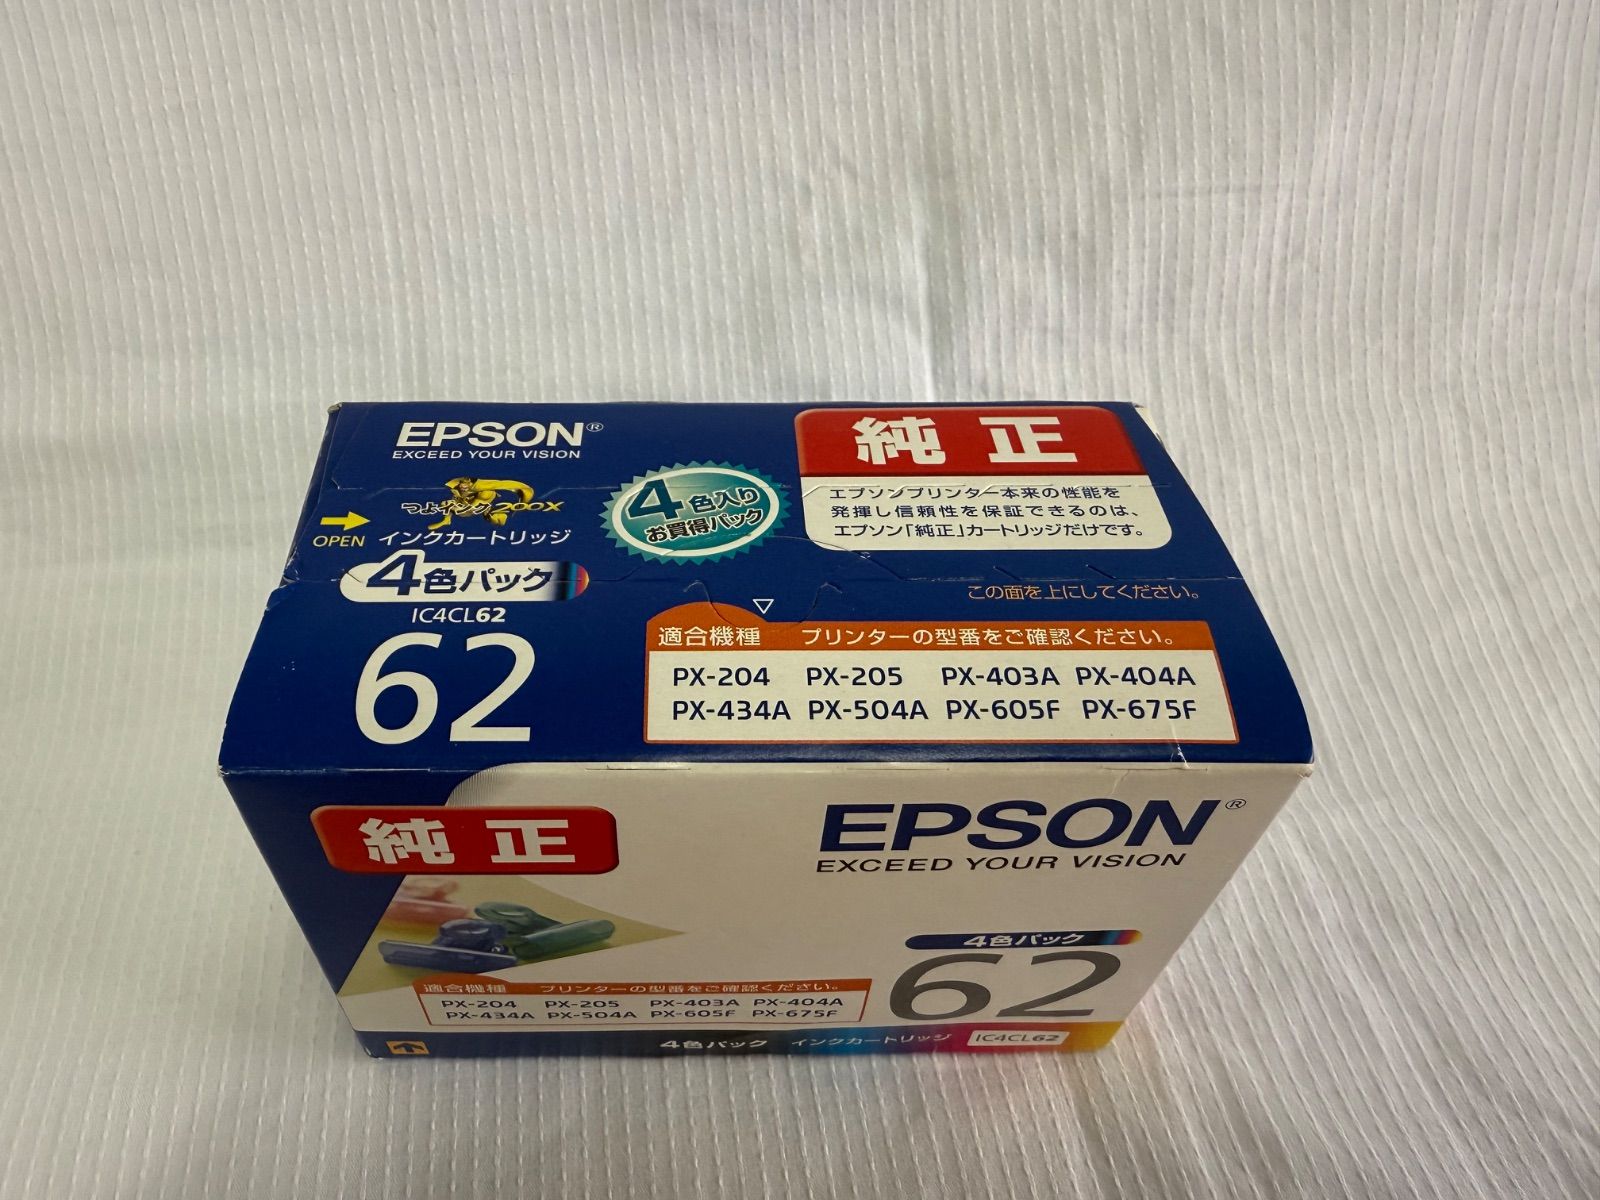 EPSON®
EXCEED YOUR VISION
つよインク200X
OPEN
インクカートリッジ
4色パック
IC4CL62
62
4色入り
お買得パック
純正
エプソンプリンター本来の性能を
発揮し信頼性を保証できるのは、
エプソン「純正」カートリッジだけです。
この面を上にしてください。
適合機種 プリンターの型番をご確認ください。
PX-204 PX-205 PX-403A PX-404A
PX-434A PX-504A PX-605F PX-675F
純正
EPSON®
EXCEED YOUR VISION
4色パック
62
適合機種 プリンターの型番をご確認ください。
PX-204 PX-205 PX-403A PX-404A
PX-434A PX-504A PX-605F PX-675F
4色パック インクカートリッジ IC4CL62